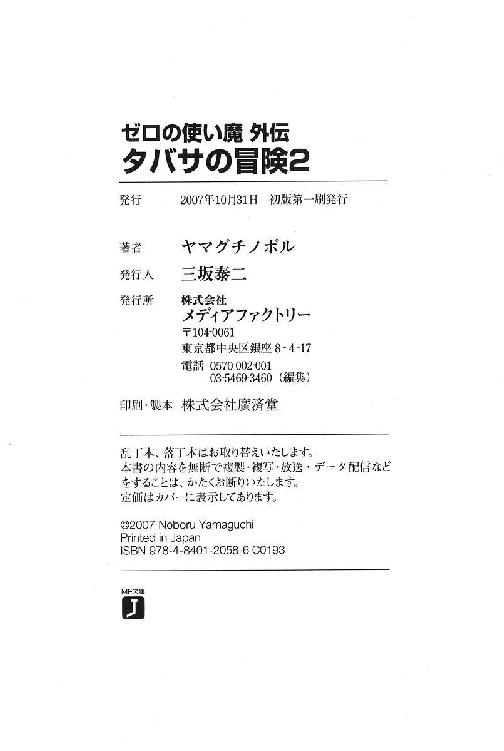 ゼロの使い魔 外伝
タバサの冒険2
発行 2007年10月31日 初版第一刷発行
著者 ヤマグチノボル
発行人 三坂泰二
発行所 株式会社
メディアファクトリー
〒104-0061
東京都中央区銀座8-4-17
電話 0570-002-001
03-5469-3460（編集）
印刷・製本 株式会社廣済堂
乱丁本、落丁本はお取り替えいたします。
本書の内容を無断で複製・複写・放送・データ配信など
をすることは、かたくお断りいたします。
定価はカバーに表示してあります。
©2007 Noboru Yamaguchi
Printed in Japan
ISBN 978-4-8401-2058-6 C0193
MF文庫
J